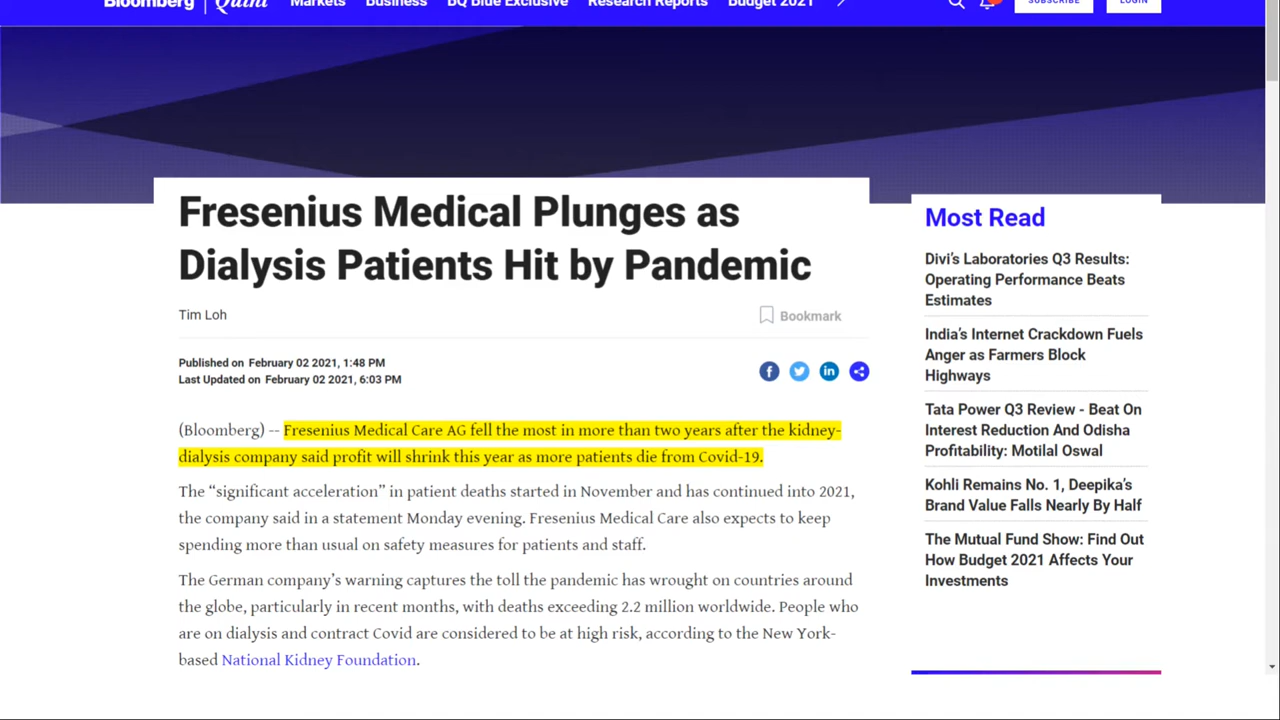 Bloomberg | Quint Markets Business BQ Blue Exclusive Research Reports Budget 2021 SUBSCRIBE LOGIN
Fresenius Medical Plunges as
Dialysis Patients Hit by Pandemic
Tim Loh
Bookmark
Published on February 02 2021, 1:48 PM
Last Updated on February 02 2021, 6:03 PM
(Bloomberg) -- Fresenius Medical Care AG fell the most in more than two years after the kidney-
dialysis company said profit will shrink this year as more patients die from Covid-19.
The “significant acceleration” in patient deaths started in November and has continued into 2021,
the company said in a statement Monday evening. Fresenius Medical Care also expects to keep
spending more than usual on safety measures for patients and staff.
The German company’s warning captures the toll the pandemic has wrought on countries around
the globe, particularly in recent months, with deaths exceeding 2.2 million worldwide. People who
are on dialysis and contract Covid are considered to be at high risk, according to the New York-
based National Kidney Foundation.
Most Read
Divi’s Laboratories Q3 Results:
Operating Performance Beats
Estimates
India’s Internet Crackdown Fuels
Anger as Farmers Block
Highways
Tata Power Q3 Review - Beat On
Interest Reduction And Odisha
Profitability: Motilal Oswal
Kohli Remains No. 1, Deepika’s
Brand Value Falls Nearly By Half
The Mutual Fund Show: Find Out
How Budget 2021 Affects Your
Investments